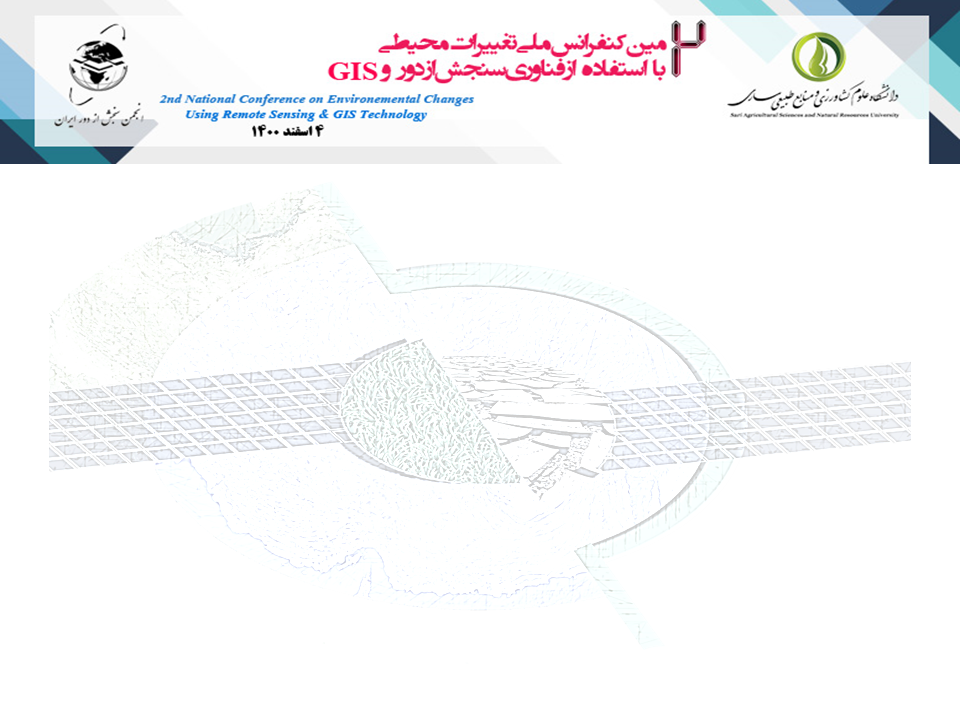 ۲مین کنفرانس ملی تغییرات محیطی
با استفاده از فناوری سنجش از دور و GIS
2nd National Conference on Environemental Changes
Using Remote Sensing & GIS Technology
۴ اسفند ۱۴۰۰
انجمن سنجش از دور ایران
دانشگاه علوم کشاورزی و منابع طبیعی ساری
Sari Agricultural Sciences and Natural Resources University